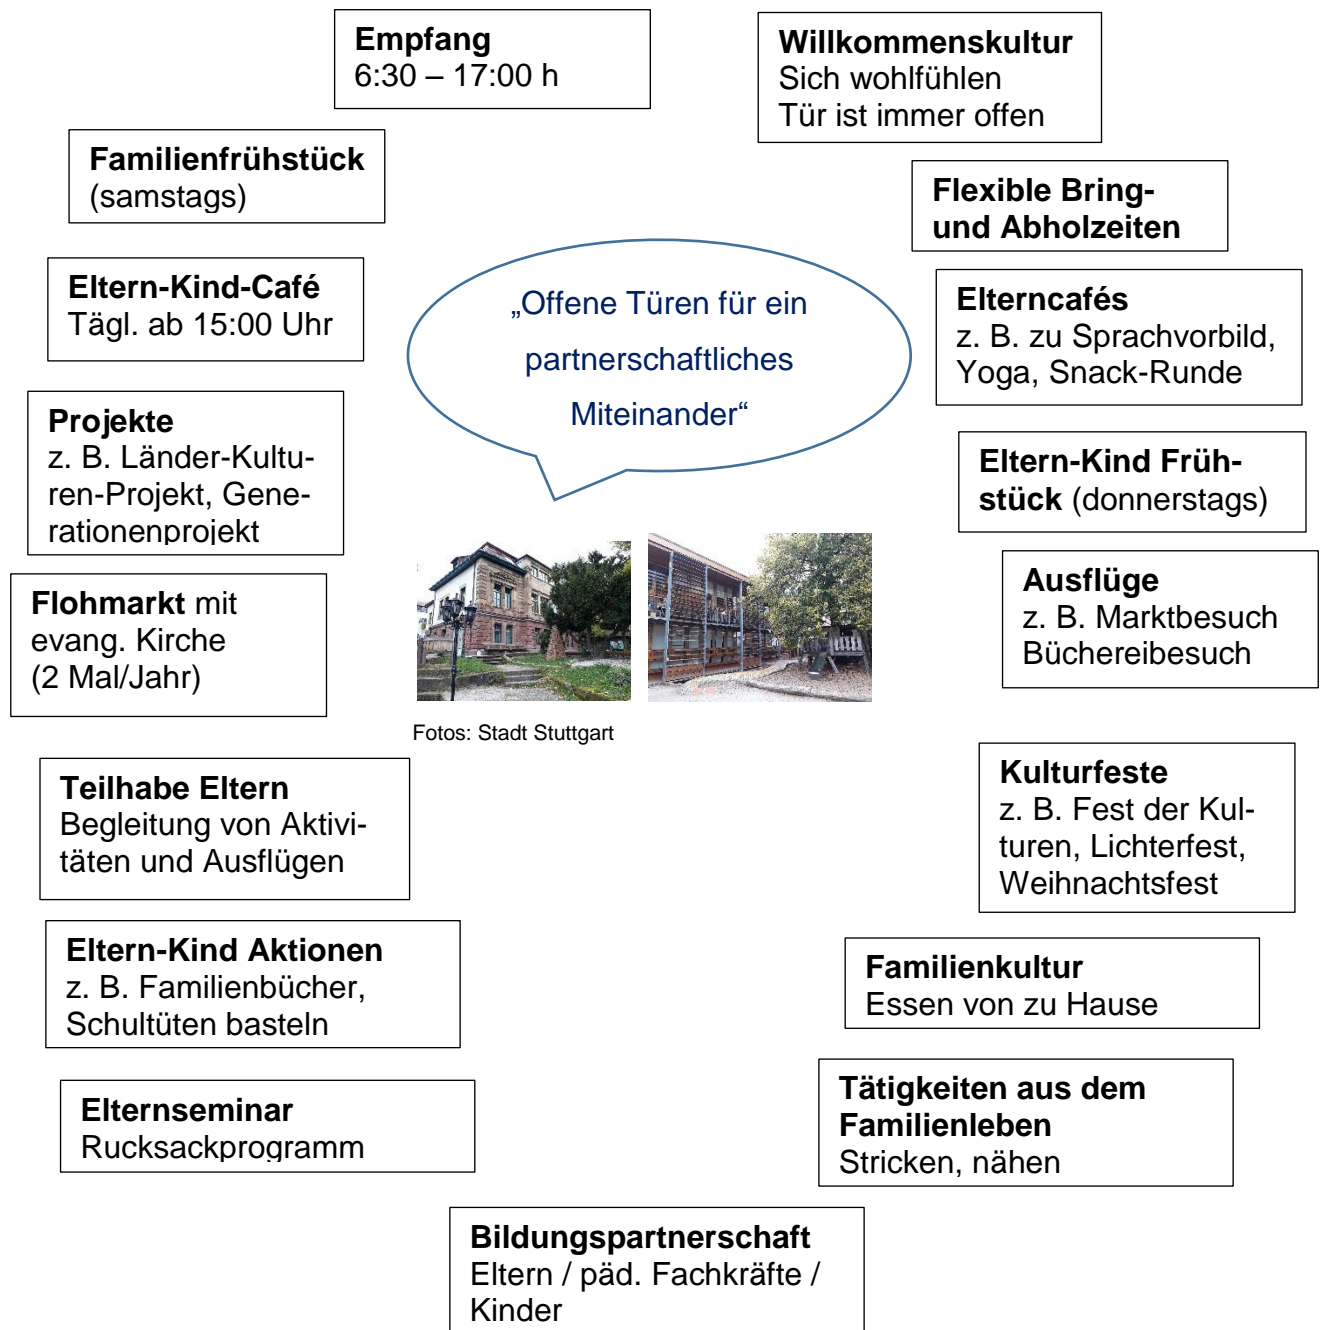 Empfang
6:30 – 17:00 h
Willkommenskultur
Sich wohlfühlen
Tür ist immer offen
Familienfrühstück
(samstags)
Flexible Bring-
und Abholzeiten
Eltern-Kind-Café
Tägl. ab 15:00 Uhr
„Offene Türen für ein
partnerschaftliches
Miteinander“
Elterncafés
z. B. zu Sprachvorbild,
Yoga, Snack-Runde
Projekte
z. B. Länder-Kultu-
ren-Projekt, Gene-
rationenprojekt
Eltern-Kind Früh-
stück (donnerstags)
Flohmarkt mit
evang. Kirche
(2 Mal/Jahr)
Ausflüge
z. B. Marktbesuch
Büchereibesuch
Fotos: Stadt Stuttgart
Teilhabe Eltern
Begleitung von Aktivi-
täten und Ausflügen
Kulturfeste
z. B. Fest der Kul-
turen, Lichterfest,
Weihnachtsfest
Eltern-Kind Aktionen
z. B. Familienbücher,
Schultüten basteln
Familienkultur
Essen von zu Hause
Elternseminar
Rucksackprogramm
Tätigkeiten aus dem
Familienleben
Stricken, nähen
Bildungspartnerschaft
Eltern / päd. Fachkräfte /
Kinder